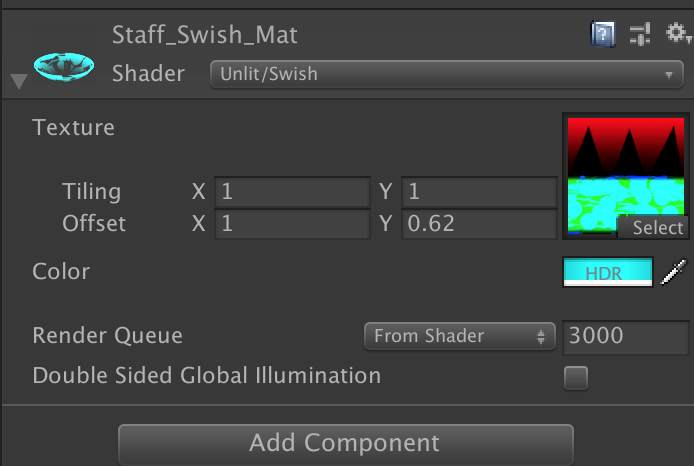 Staff_Swish_Mat
Shader Unlit/Swish
Texture
Tiling X 1 Y 1
Offset X 1 Y 0.62
Select
Color HDR
Render Queue From Shader 3000
Double Sided Global Illumination
Add Component